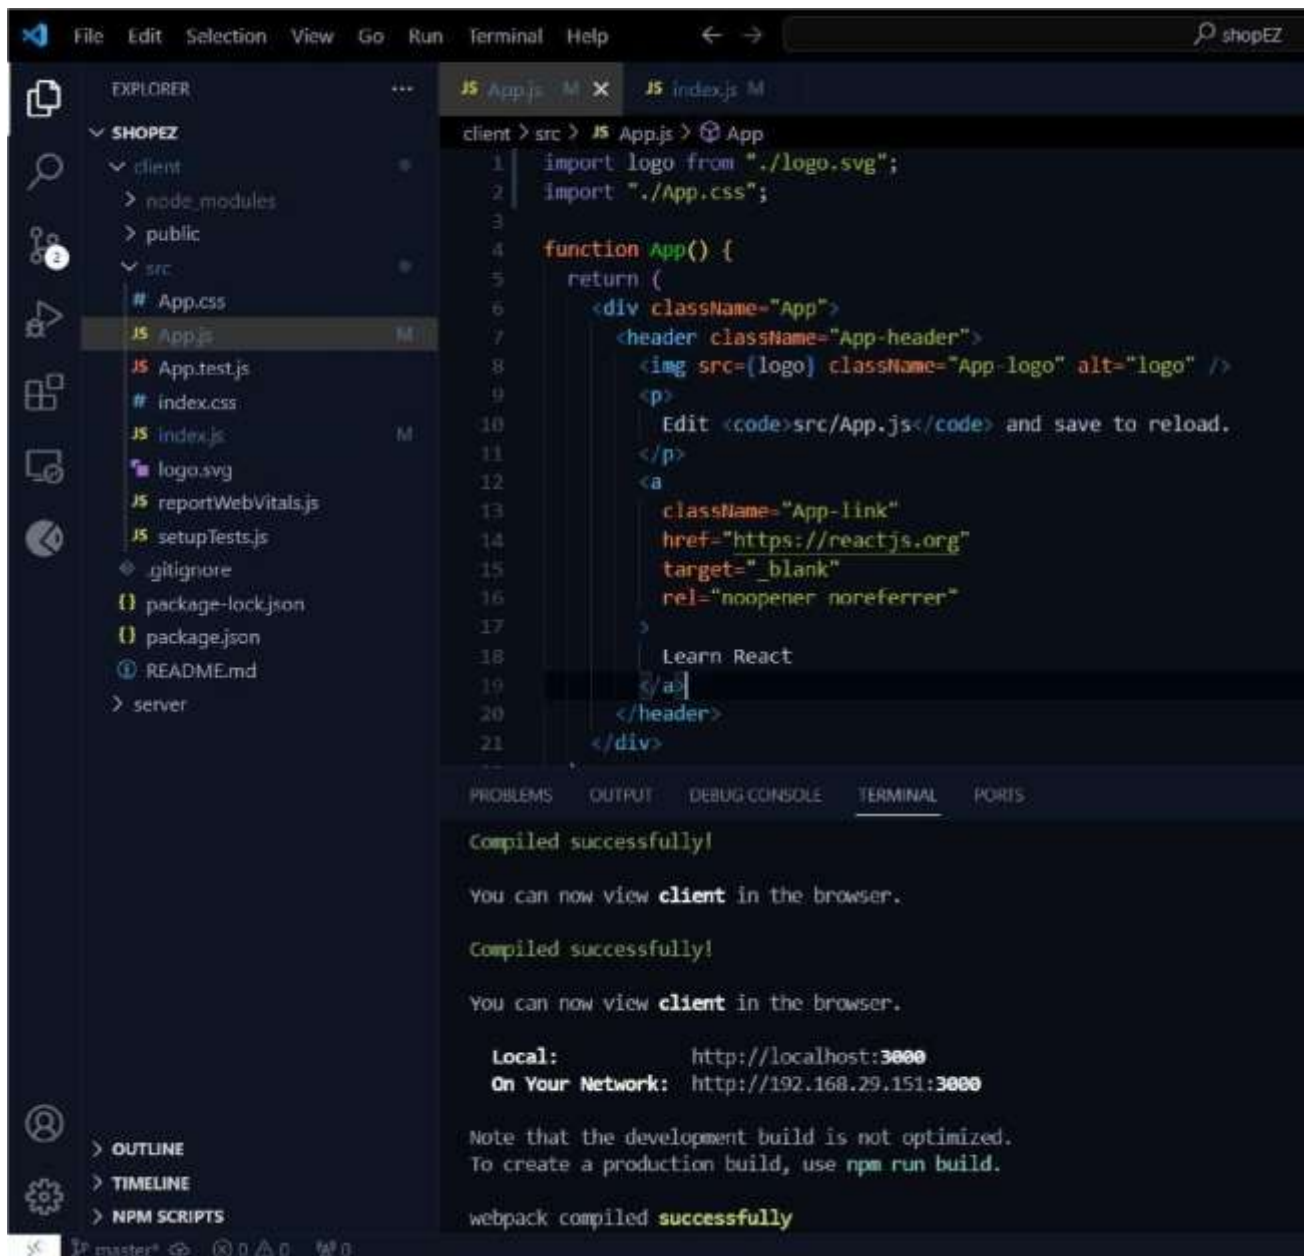 File Edit Selection View Go Run Terminal Help
shopEZ
EXPLORER
SHOPEZ
client
node_modules
public
src
App.css
App.js M
App.test.js
index.css
index.js M
logo.svg
reportWebVitals.js
setupTests.js
.gitignore
package-lock.json
package.json
README.md
server
OUTLINE
TIMELINE
NPM SCRIPTS
JS App.js M JS index.js M
client > src > JS App.js > App
1 import logo from "./logo.svg";
2 import "./App.css";
3
4 function App() {
5 return (
6 <div className="App">
7 <header className="App-header">
8 <img src={logo} className="App-logo" alt="logo" />
9 <p>
10 Edit <code>src/App.js</code> and save to reload.
11 </p>
12 <a
13 className="App-link"
14 href="https://reactjs.org"
15 target="_blank"
16 rel="noopener noreferrer"
17 >
18 Learn React
19 </a>
20 </header>
21 </div>
PROBLEMS OUTPUT DEBUG CONSOLE TERMINAL PORTS
Compiled successfully!
You can now view client in the browser.
Compiled successfully!
You can now view client in the browser.
Local: http://localhost:3000
On Your Network: http://192.168.29.151:3000
Note that the development build is not optimized.
To create a production build, use npm run build.
webpack compiled successfully
master* 0 0 0